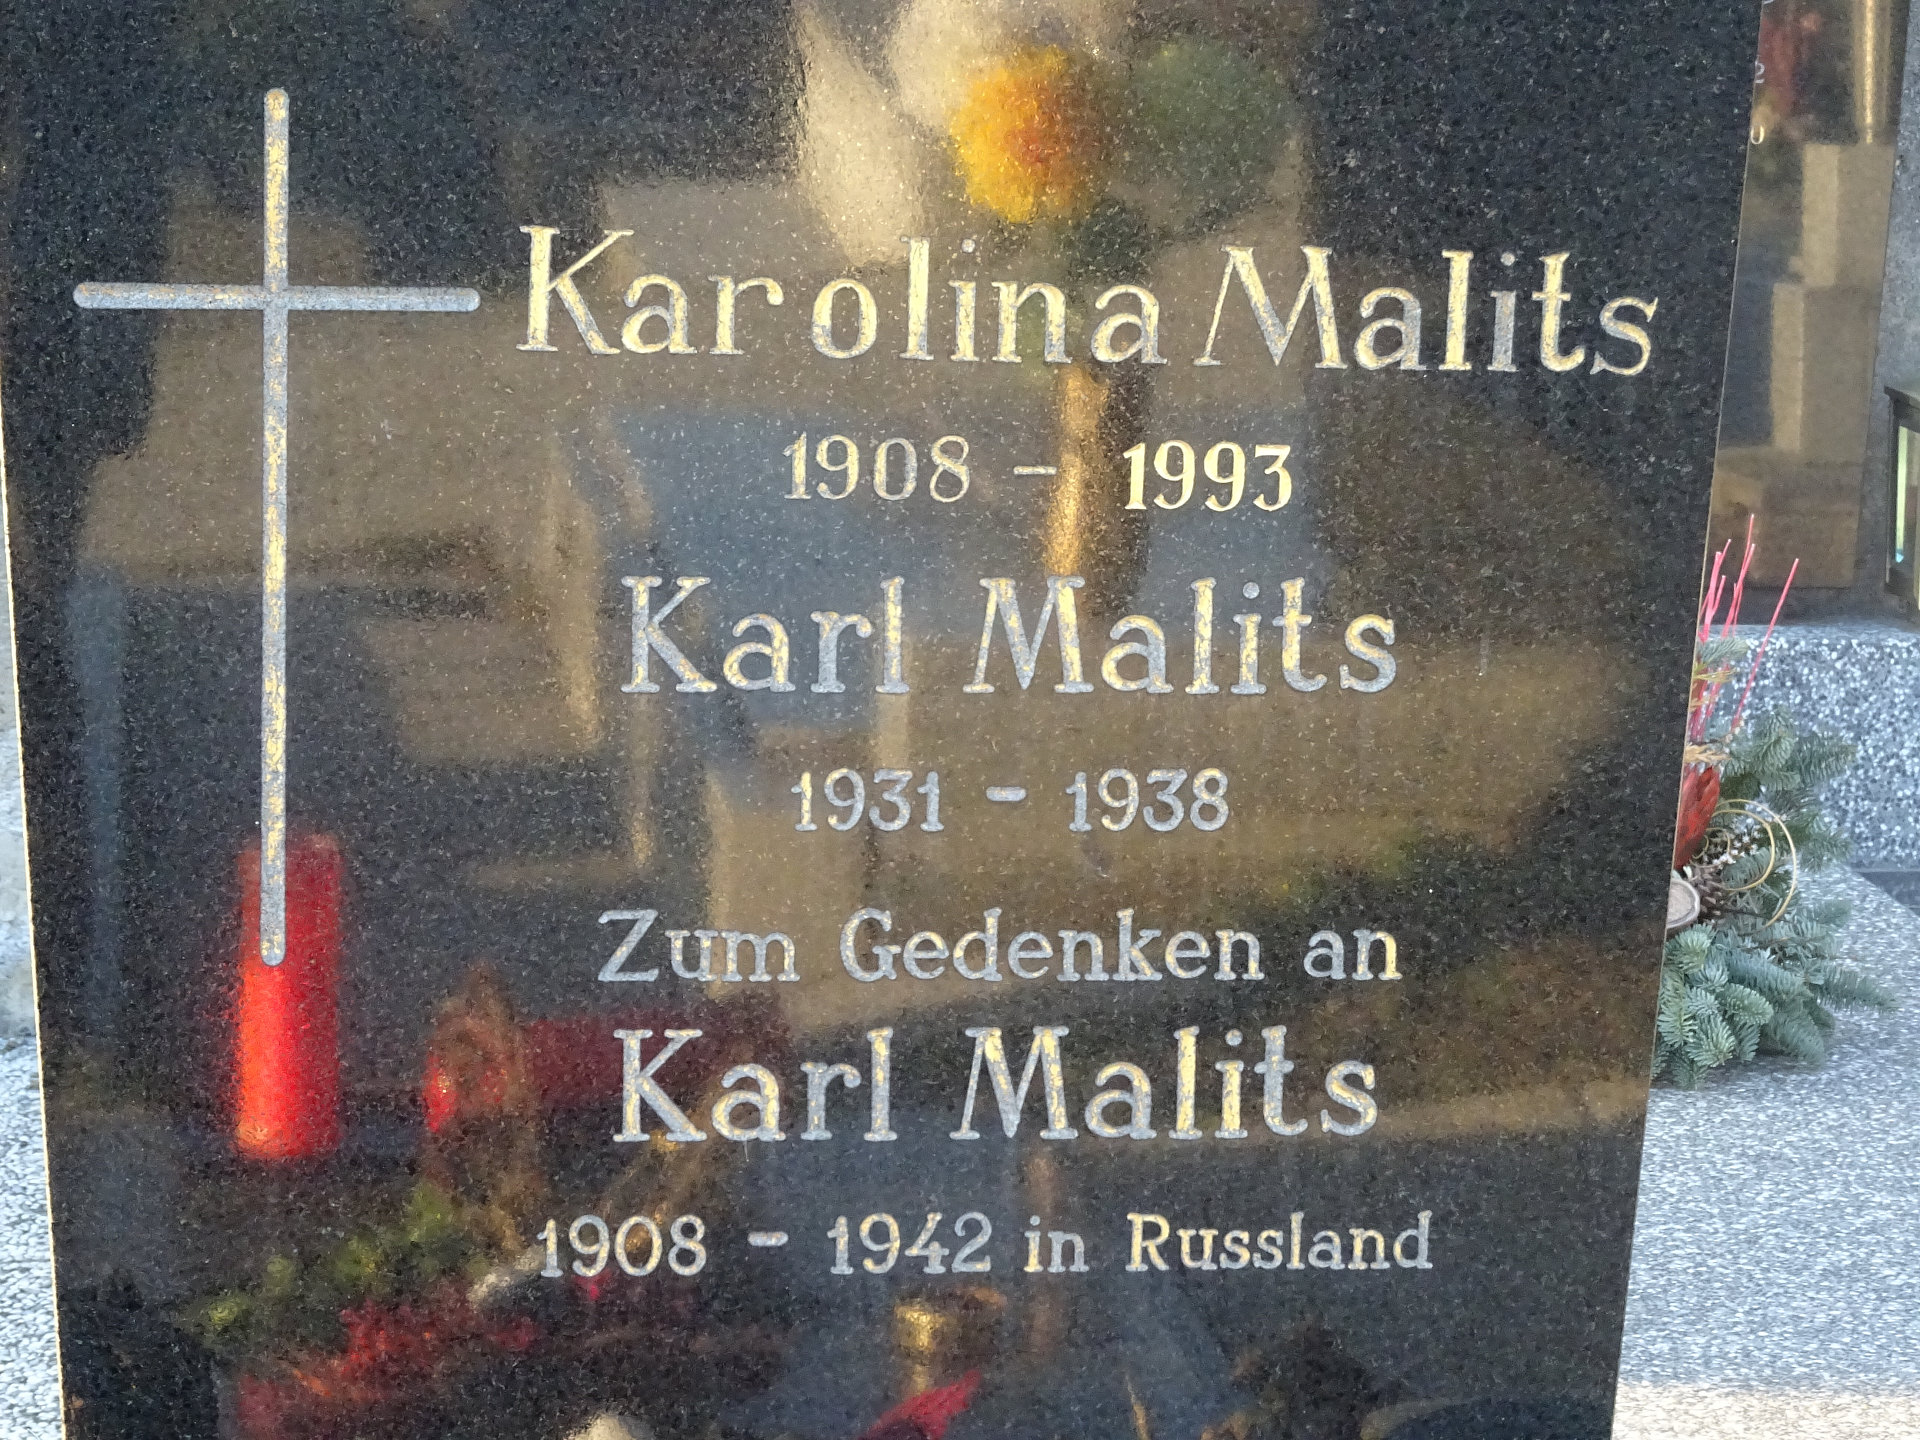 Karolina Malits
1908 - 1993
Karl Malits
1931 - 1938
Zum Gedenken an
Karl Malits
1908 - 1942 in Russland